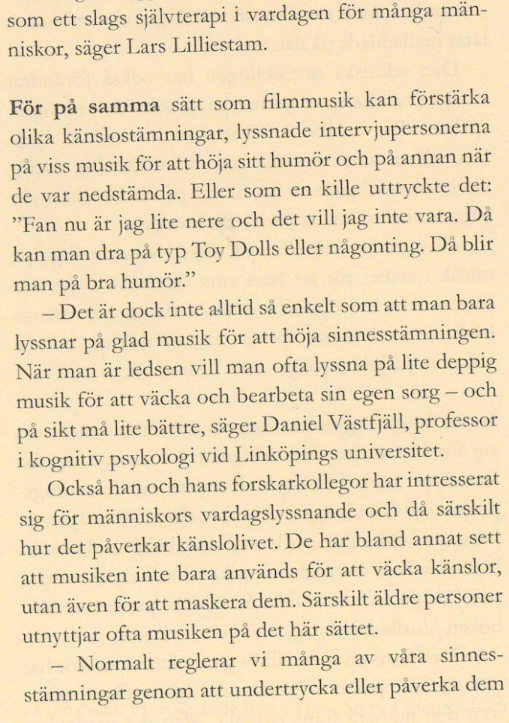 som ett slags självterapi i vardagen för många män-
niskor, säger Lars Lilliestam.
För på samma sätt som filmmusik kan förstärka
olika känslostämningar, lyssnade intervjupersonerna
på viss musik för att höja sitt humör och på annan när
de var nedstämda. Eller som en kille uttryckte det:
”Fan nu är jag lite nere och det vill jag inte vara. Då
kan man dra på typ Toy Dolls eller någonting. Då blir
man på bra humör.”
– Det är dock inte alltid så enkelt som att man bara
lyssnar på glad musik för att höja sinnesstämningen.
När man är ledsen vill man ofta lyssna på lite deppig
musik för att väcka och bearbeta sin egen sorg – och
på sikt må lite bättre, säger Daniel Västfjäll, professor
i kognitiv psykologi vid Linköpings universitet.
Också han och hans forskarkollegor har intresserat
sig för människors vardagslyssnande och då särskilt
hur det påverkar känslolivet. De har bland annat sett
att musiken inte bara används för att väcka känslor,
utan även för att maskera dem. Särskilt äldre personer
utnyttjar ofta musiken på det här sättet.
– Normalt reglerar vi många av våra sinnes-
stämningar genom att undertrycka eller påverka dem